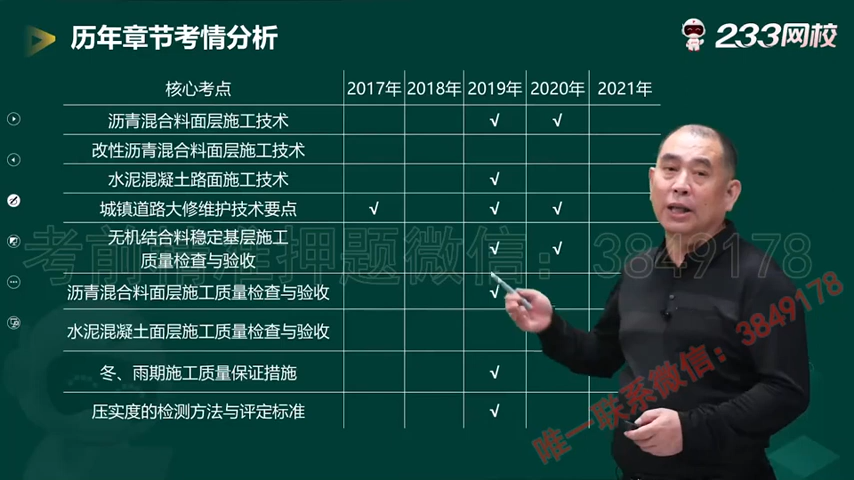 历年章节考情分析
233网校
核心考点 2017年 2018年 2019年 2020年 2021年
沥青混合料面层施工技术 √ √
改性沥青混合料面层施工技术
水泥混凝土路面施工技术 √
城镇道路大修维护技术要点 √ √ √
无机结合料稳定基层施工
质量检查与验收 √ √
沥青混合料面层施工质量检查与验收 √
水泥混凝土面层施工质量检查与验收
冬、雨期施工质量保证措施 √
压实度的检测方法与评定标准 √
押题微信：3849178
唯一联系微信：3849178